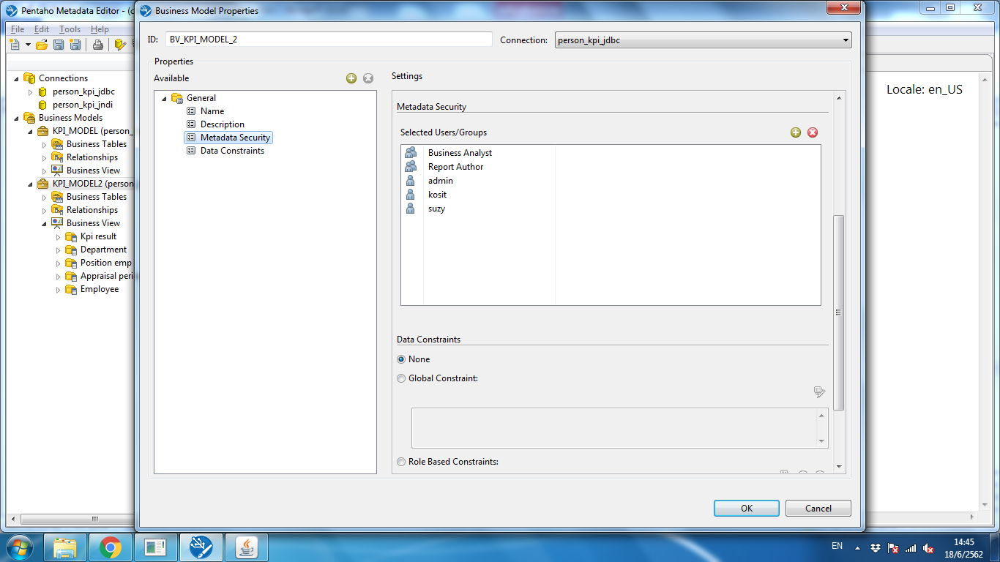 Pentaho Metadata Editor - (
Business Model Properties
File Edit Tools Help
ID: BV_KPI_MODEL_2 Connection: person_kpi_jdbc
Properties
Available
Settings
Connections
person_kpi_jdbc
person_kpi_jndi
Business Models
KPI_MODEL (person_
Business Tables
Relationships
Business View
KPI_MODEL2 (person
Business Tables
Relationships
Business View
Kpi result
Department
Position emp
Appraisal peri
Employee
General
Name
Description
Metadata Security
Data Constraints
Metadata Security
Selected Users/Groups
Business Analyst
Report Author
admin
kosit
suzy
Data Constraints
None
Global Constraint:
Role Based Constraints:
OK Cancel
Locale: en_US
EN
14:45
18/6/2562